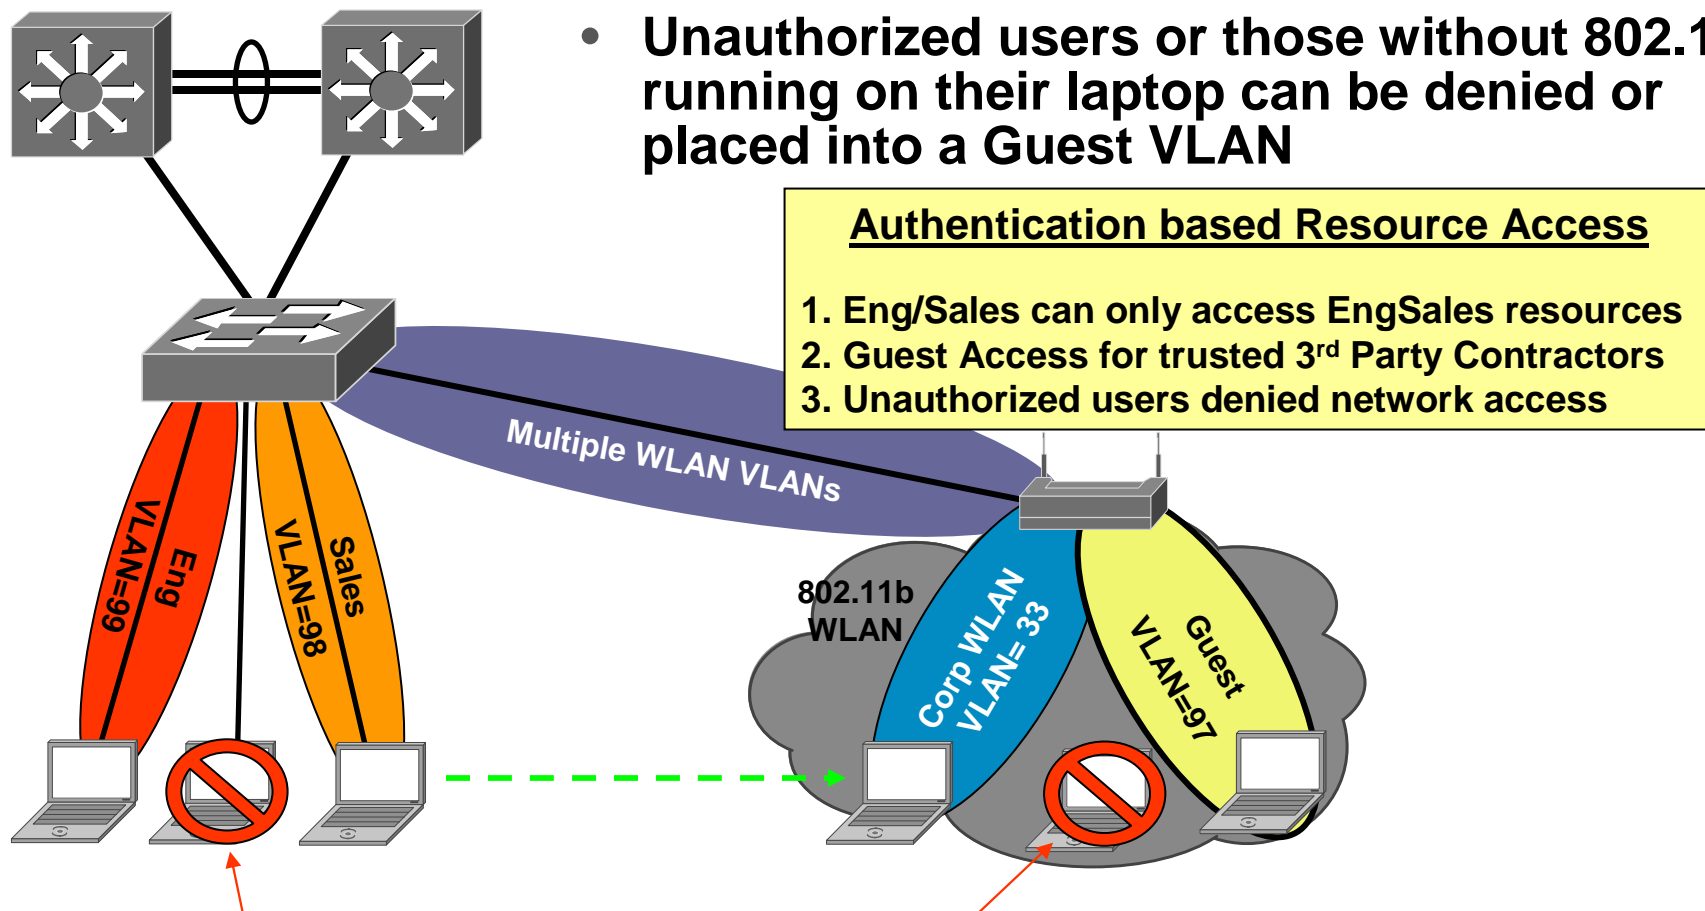 • Unauthorized users or those without 802.1
running on their laptop can be denied or
placed into a Guest VLAN
Authentication based Resource Access
1. Eng/Sales can only access EngSales resources
2. Guest Access for trusted 3rd Party Contractors
3. Unauthorized users denied network access
Multiple WLAN VLANs
Eng
VLAN=99
Sales
VLAN=98
802.11b
WLAN
Corp WLAN
VLAN= 33
Guest
VLAN=97